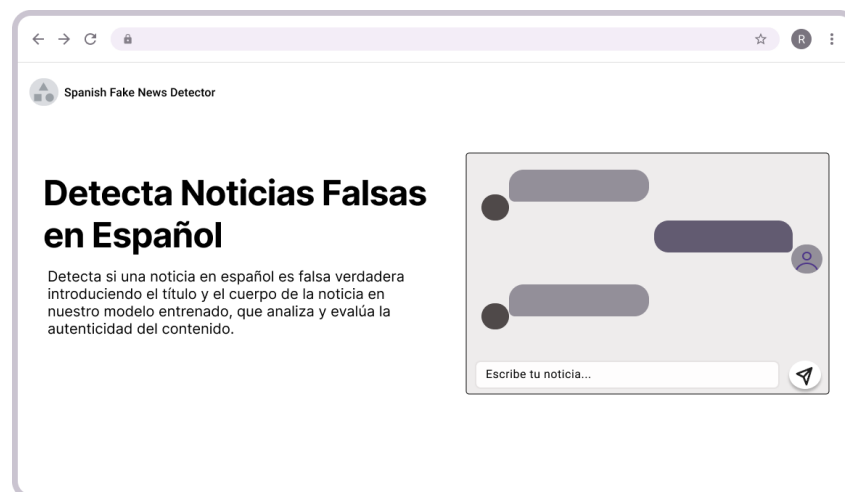 R
Spanish Fake News Detector
Detecta Noticias Falsas
en Español
Detecta si una noticia en español es falsa verdadera
introduciendo el título y el cuerpo de la noticia en
nuestro modelo entrenado, que analiza y evalúa la
autenticidad del contenido.
Escribe tu noticia...